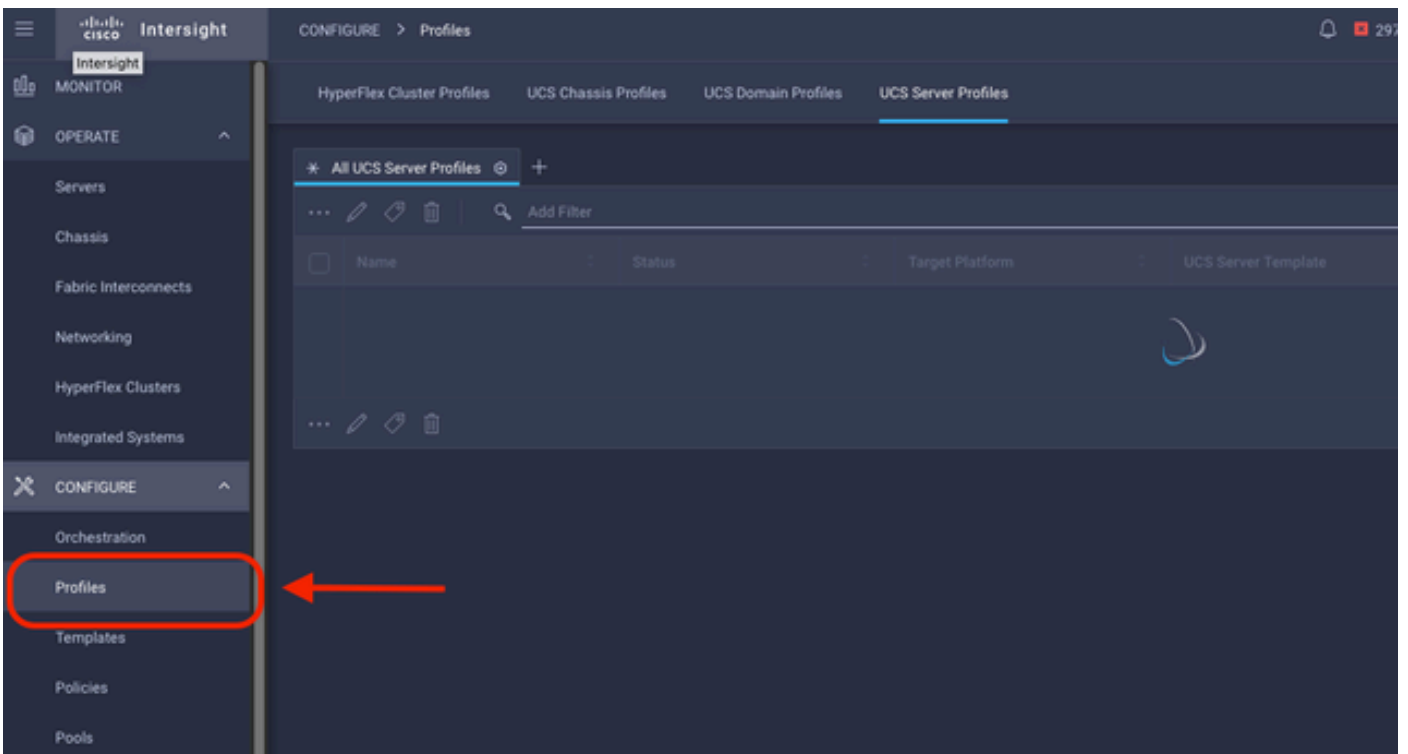 cisco Intersight
CONFIGURE > Profiles
297
Intersight
MONITOR
HyperFlex Cluster Profiles UCS Chassis Profiles UCS Domain Profiles UCS Server Profiles
OPERATE
All UCS Server Profiles
Servers
Add Filter
Chassis
Name Status Target Platform UCS Server Template
Fabric Interconnects
Networking
HyperFlex Clusters
Integrated Systems
CONFIGURE
Orchestration
Profiles
Templates
Policies
Pools